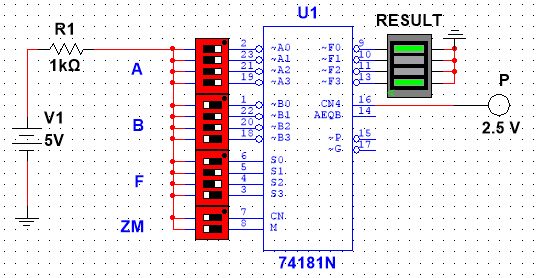 U1
RESULT
R1
1kΩ
V1
5V
A
B
F
ZM
2 ~A0 ~F0 9
23 ~A1 ~F1 10
21 ~A2 ~F2 11
19 ~A3 ~F3 13
1 ~B0 CN4 16
22 ~B1 AEQB 14
20 ~B2
18 ~B3 ~P 15
~G 17
6 S0
5 S1
4 S2
3 S3
7 CN
8 M
P
2.5 V
74181N